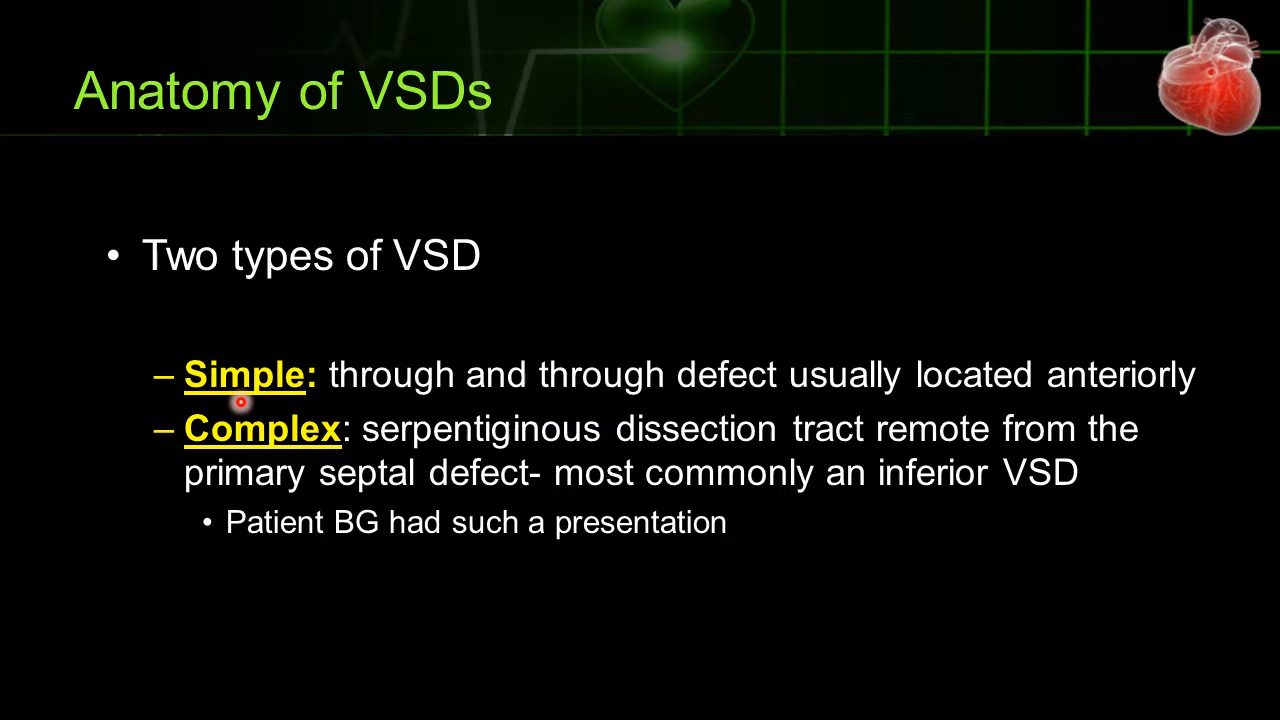 Anatomy of VSDs
• Two types of VSD
– Simple: through and through defect usually located anteriorly
– Complex: serpentiginous dissection tract remote from the
primary septal defect- most commonly an inferior VSD
• Patient BG had such a presentation